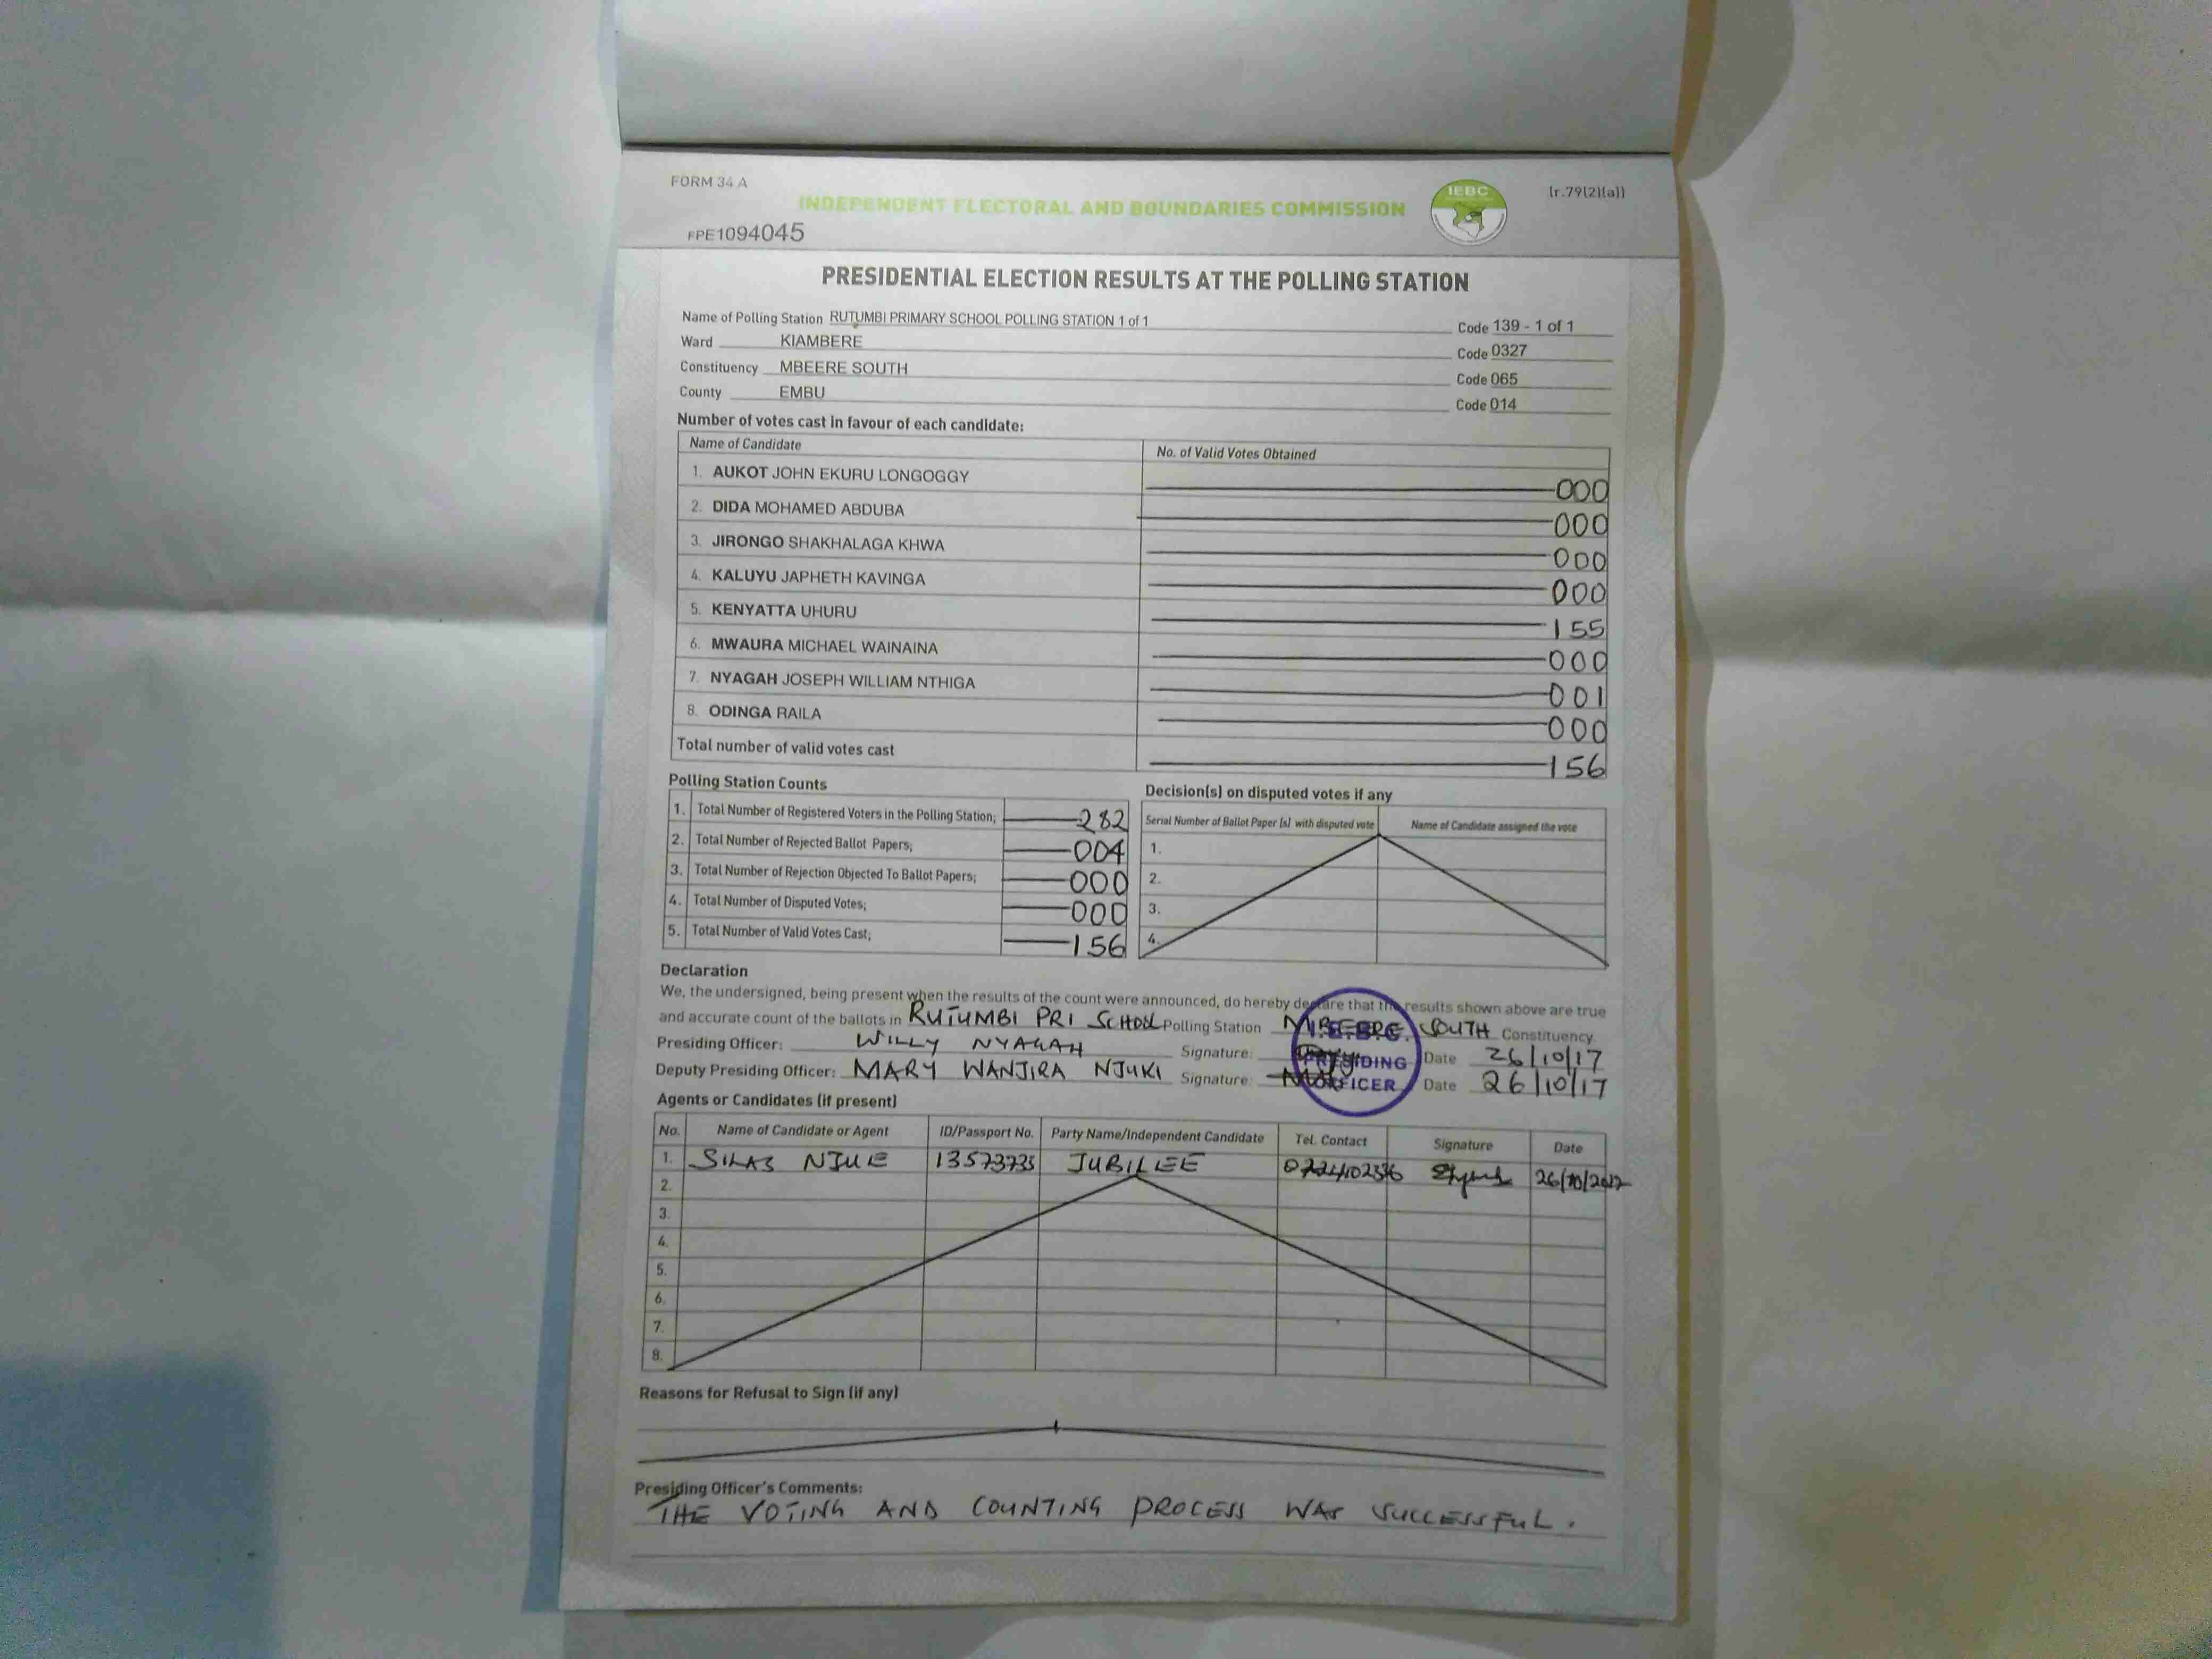 FORM 34 A
INDEPENDENT ELECTORAL AND BOUNDARIES COMMISSION
IEBC
(r.79(2)(a))
FPE1094045
PRESIDENTIAL ELECTION RESULTS AT THE POLLING STATION
Name of Polling Station RUTUMBI PRIMARY SCHOOL POLLING STATION 1 of 1 Code 139 - 1 of 1
Ward KIAMBERE Code 0327
Constituency MBEERE SOUTH Code 065
County EMBU Code 014
Number of votes cast in favour of each candidate:
Name of Candidate No. of Valid Votes Obtained
1. AUKOT JOHN EKURU LONGOGGY 000
2. DIDA MOHAMED ABDUBA 000
3. JIRONGO SHAKHALAGA KHWA 000
4. KALUYU JAPHETH KAVINGA 000
5. KENYATTA UHURU 155
6. MWAURA MICHAEL WAINAINA 000
7. NYAGAH JOSEPH WILLIAM NTHIGA 001
8. ODINGA RAILA 000
Total number of valid votes cast 156
Polling Station Counts
1. Total Number of Registered Voters in the Polling Station; 282
2. Total Number of Rejected Ballot Papers; 004
3. Total Number of Rejection Objected To Ballot Papers; 000
4. Total Number of Disputed Votes; 000
5. Total Number of Valid Votes Cast; 156
Decision(s) on disputed votes if any
Serial Number of Ballot Paper (s) with disputed vote Name of Candidate assigned the vote
1.
2.
3.
4.
Declaration
We, the undersigned, being present when the results of the count were announced, do hereby declare that the results shown above are true
and accurate count of the ballots in RUTUMBI PRI SCHOOL Polling Station MBEERE SOUTH Constituency
Presiding Officer: WILLY NYAGAH Signature: Date 26/10/17
Deputy Presiding Officer: MARY WANJIRA NJUKI Signature: Date 26/10/17
I.E.B.C.
PRESIDING
OFFICER
Agents or Candidates (if present)
No. Name of Candidate or Agent ID/Passport No. Party Name/Independent Candidate Tel. Contact Signature Date
1. SILAS NJUE 13573735 JUBILEE 26/10/2017
2.
3.
4.
5.
6.
7.
8.
Reasons for Refusal to Sign (if any)
Presiding Officer's Comments:
THE VOTING AND COUNTING PROCESS WAS SUCCESSFUL.